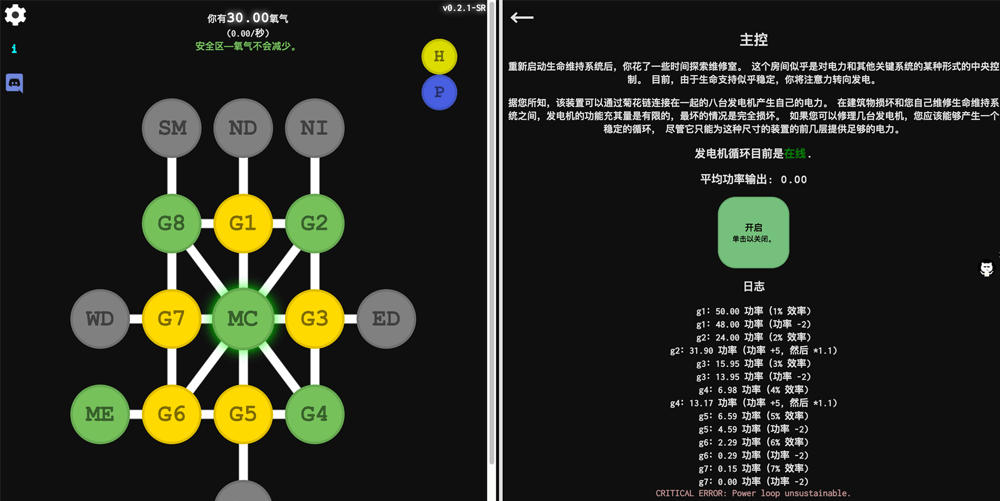 v0.2.1-SR
你有30.00氧气
(0.00/秒)
安全区—氧气不会减少。
i
H
P
SM
ND
NI
G8
G1
G2
WD
G7
MC
G3
ED
ME
G6
G5
G4
主控
重新启动生命维持系统后，你花了一些时间探索维修室。 这个房间似乎是对电力和其他关键系统的某种形式的中央控
制。 目前，由于生命支持似乎稳定，你将注意力转向发电。
据您所知，该装置可以通过菊花链连接在一起的八台发电机产生自己的电力。 在建筑物损坏和您自己维修生命维持系
统之间，发电机的功能充其量是有限的，最坏的情况是完全损坏。 如果您可以修理几台发电机，您应该能够产生一个
稳定的循环， 尽管它只能为这种尺寸的装置的前几层提供足够的电力。
发电机循环目前是在线.
平均功率输出: 0.00
开启
单击以关闭。
日志
g1: 50.00 功率 (1% 效率)
g1: 48.00 功率 (功率 -2)
g2: 24.00 功率 (2% 效率)
g2: 31.90 功率 (功率 +5, 然后 *1.1)
g3: 15.95 功率 (3% 效率)
g3: 13.95 功率 (功率 -2)
g4: 6.98 功率 (4% 效率)
g4: 13.17 功率 (功率 +5, 然后 *1.1)
g5: 6.59 功率 (5% 效率)
g5: 4.59 功率 (功率 -2)
g6: 2.29 功率 (6% 效率)
g6: 0.29 功率 (功率 -2)
g7: 0.15 功率 (7% 效率)
g7: 0.00 功率 (功率 -2)
CRITICAL ERROR: Power loop unsustainable.